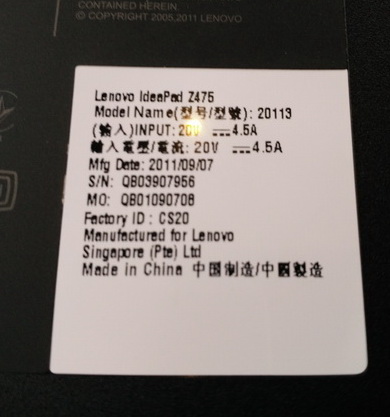 CONTAINED HEREIN.
© COPYRIGHT 2005,2011 LENOVO
Lenovo IdeaPad Z475
Model Name(型号/型號): 20113
(输入)INPUT: 20V ⎓4.5A
輸入電壓/電流: 20V ⎓4.5A
Mfg Date: 2011/09/07
S/N: QB03907956
MO: QB01090708
Factory ID : CS20
Manufactured for Lenovo
Singapore (Pte) Ltd
Made in China 中国制造/中國製造